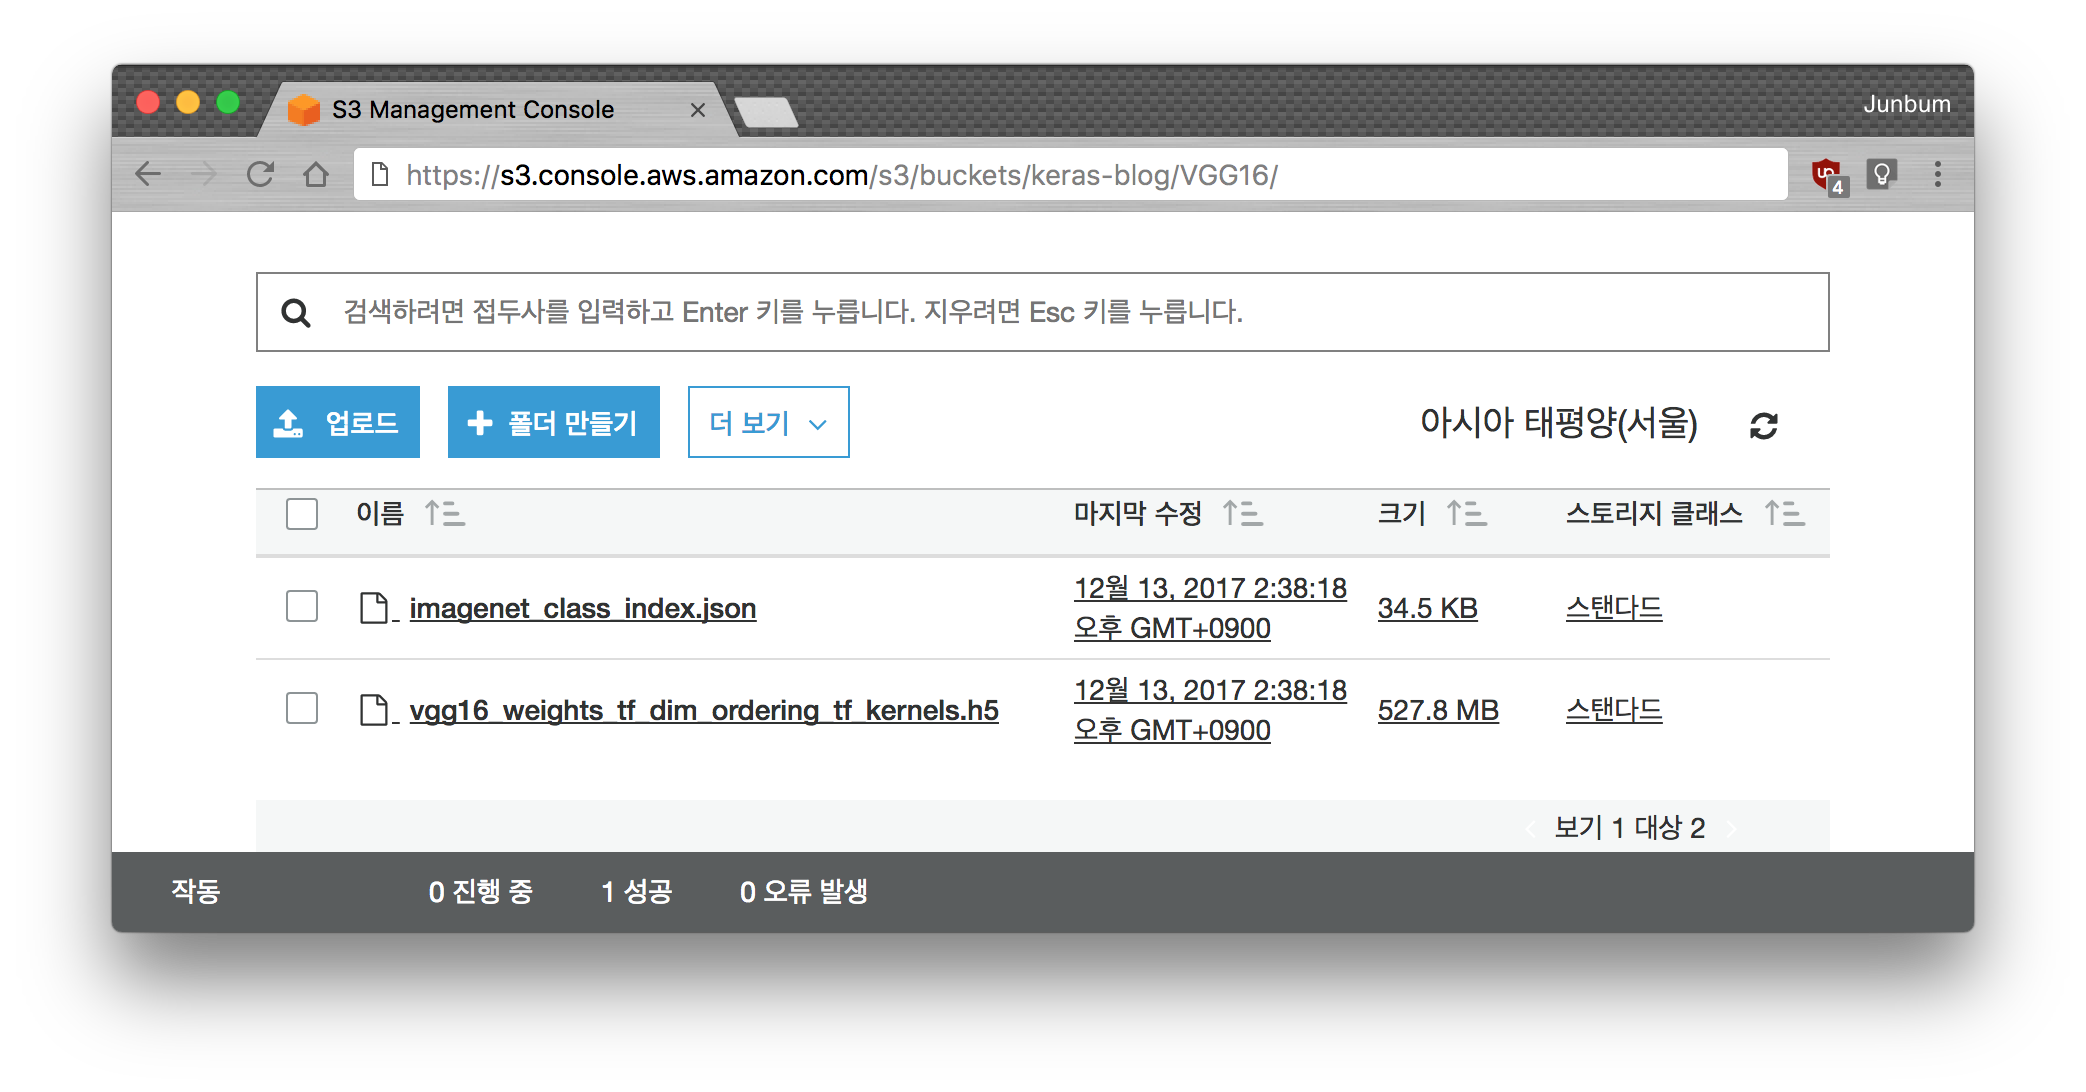 S3 Management Console
Junbum
https://s3.console.aws.amazon.com/s3/buckets/keras-blog/VGG16/
4
검색하려면 접두사를 입력하고 Enter 키를 누릅니다. 지우려면 Esc 키를 누릅니다.
업로드 폴더 만들기 더 보기 아시아 태평양(서울)
이름 마지막 수정 크기 스토리지 클래스
imagenet_class_index.json 12월 13, 2017 2:38:18 오후 GMT+0900 34.5 KB 스탠다드
vgg16_weights_tf_dim_ordering_tf_kernels.h5 12월 13, 2017 2:38:18 오후 GMT+0900 527.8 MB 스탠다드
보기 1 대상 2
작동 0 진행 중 1 성공 0 오류 발생